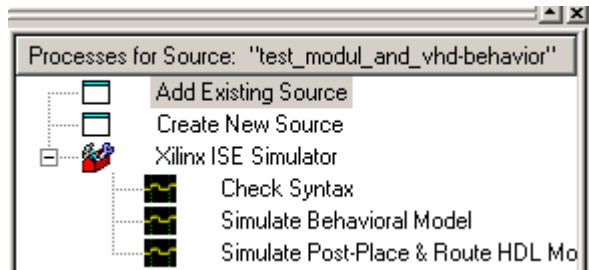 Processes for Source: "test_modul_and_vhd-behavior"
Add Existing Source
Create New Source
Xilinx ISE Simulator
Check Syntax
Simulate Behavioral Model
Simulate Post-Place & Route HDL Mo